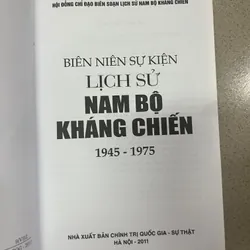 HỘI ĐỒNG CHỈ ĐẠO BIÊN SOẠN LỊCH SỬ NAM BỘ KHÁNG CHIẾN
BIÊN NIÊN SỰ KIỆN
LỊCH SỬ
NAM BỘ
KHÁNG CHIẾN
1945 - 1975
NHÀ XUẤT BẢN CHÍNH TRỊ QUỐC GIA - SỰ THẬT
HÀ NỘI - 2011